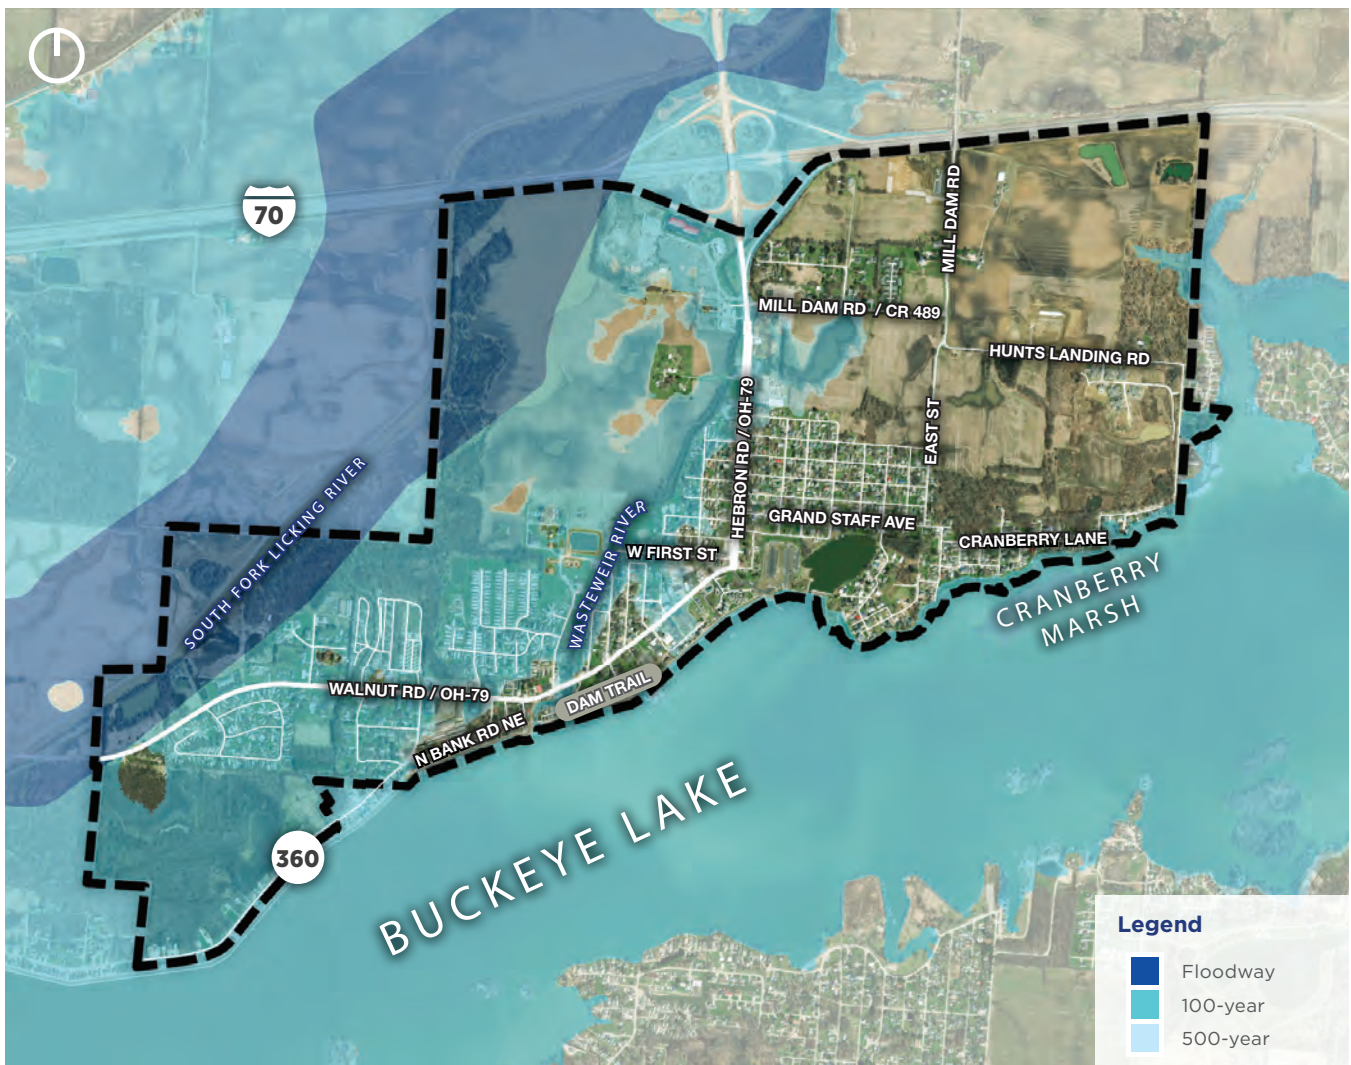 70
MILL DAM RD
MILL DAM RD / CR 489
HUNTS LANDING RD
HEBRON RD / OH-79
EAST ST
SOUTH FORK LICKING RIVER
WASTEWEIR RIVER
GRAND STAFF AVE
W FIRST ST
CRANBERRY LANE
CRANBERRY
MARSH
WALNUT RD / OH-79
DAM TRAIL
N BANK RD NE
360
BUCKEYE LAKE
Legend
Floodway
100-year
500-year